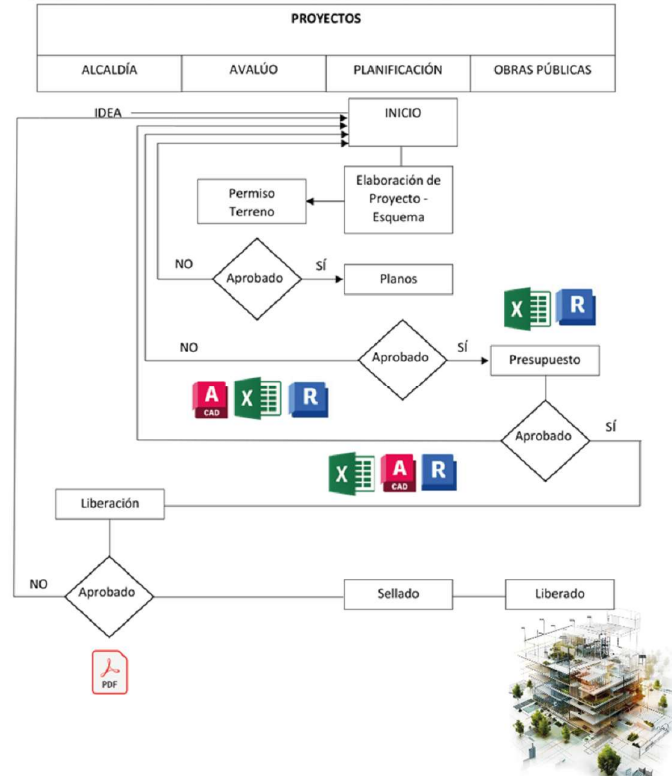 PROYECTOS
ALCALDÍA
AVALÚO
PLANIFICACIÓN
OBRAS PÚBLICAS
IDEA
INICIO
Elaboración de
Proyecto -
Esquema
Permiso
Terreno
NO
Aprobado
SÍ
Planos
X
R
NO
Aprobado
SÍ
Presupuesto
A
CAD
X
R
Aprobado
SÍ
X
A
CAD
R
Liberación
NO
Aprobado
Sellado
Liberado
PDF